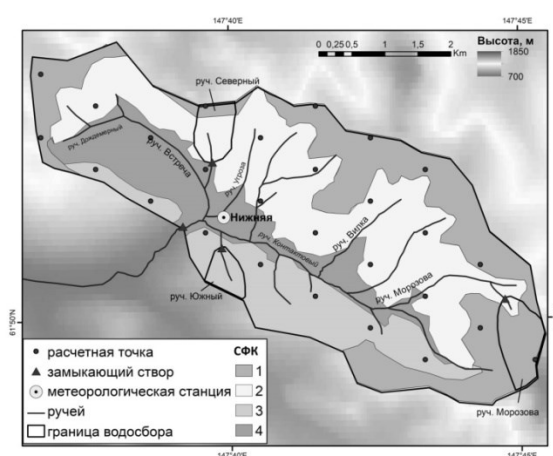 147°40'E
147°45'E
0 0,25 0,5 1 1,5 2
Km
Высота, м
1850
700
руч. Северный
руч. Дождемерный
руч. Встреча
руч. Угроза
Нижняя
руч. Контактовый
руч. Вилка
руч. Морозова
руч. Южный
61°50'N
расчетная точка
замыкающий створ
метеорологическая станция
ручей
граница водосбора
СФК
1
2
3
4
руч. Морозова
147°40'E
147°45'E